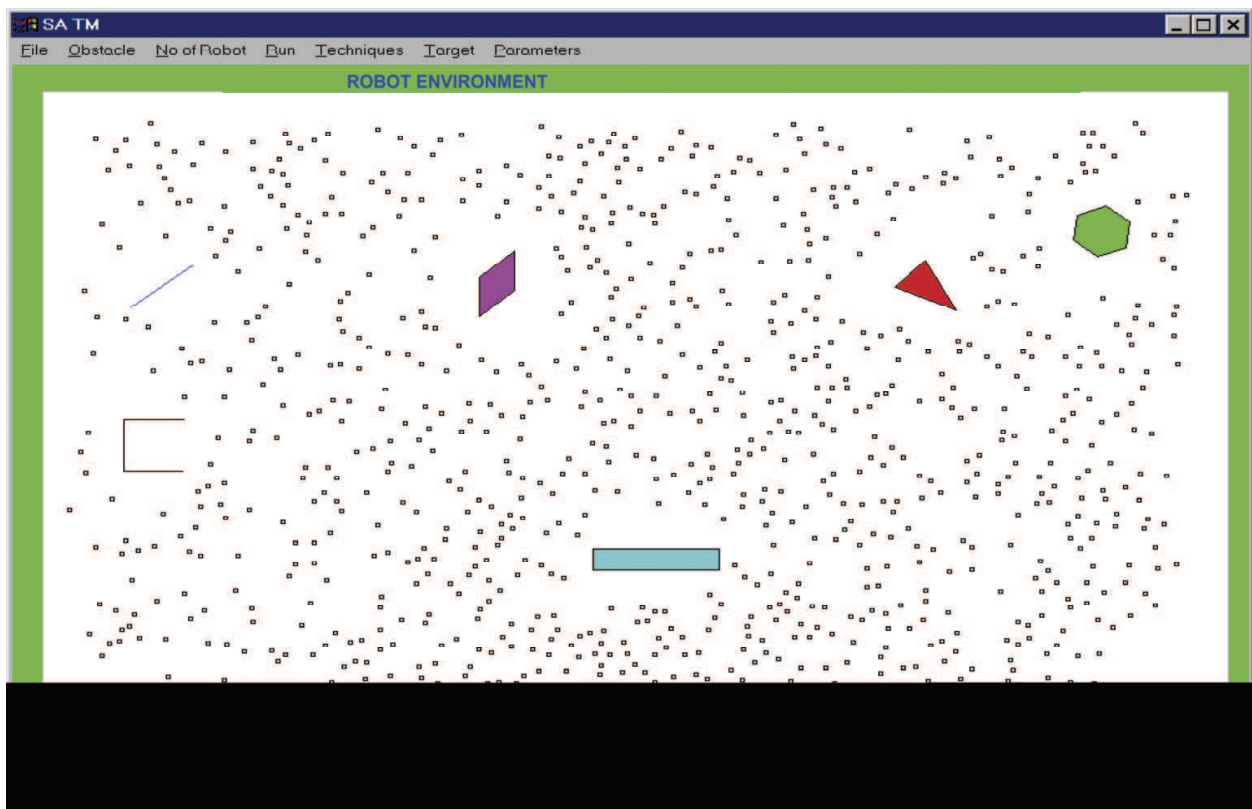 SA TM
File Obstacle No of Robot Run Techniques Target Parameters
ROBOT ENVIRONMENT